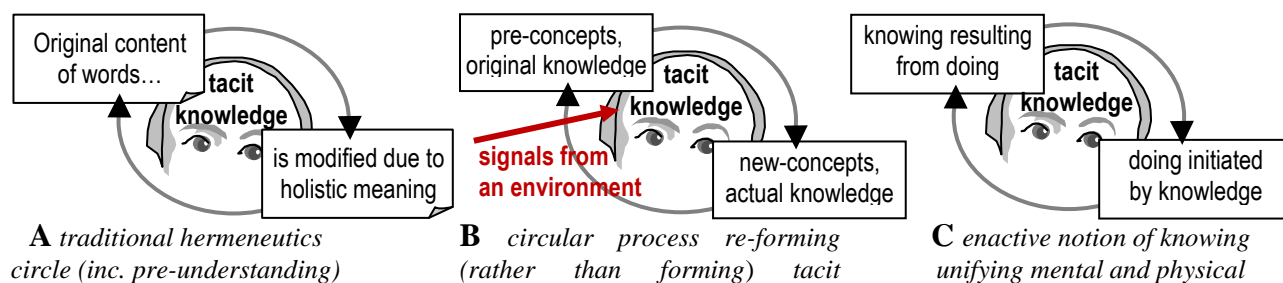 Original content
of words…
tacit
knowledge
is modified due to
holistic meaning
A traditional hermeneutics
circle (inc. pre-understanding)
pre-concepts,
original knowledge
tacit
knowledge
signals from
an environment
new-concepts,
actual knowledge
B circular process re-forming
(rather than forming) tacit
knowing resulting
from doing
tacit
knowledge
doing initiated
by knowledge
C enactive notion of knowing
unifying mental and physical